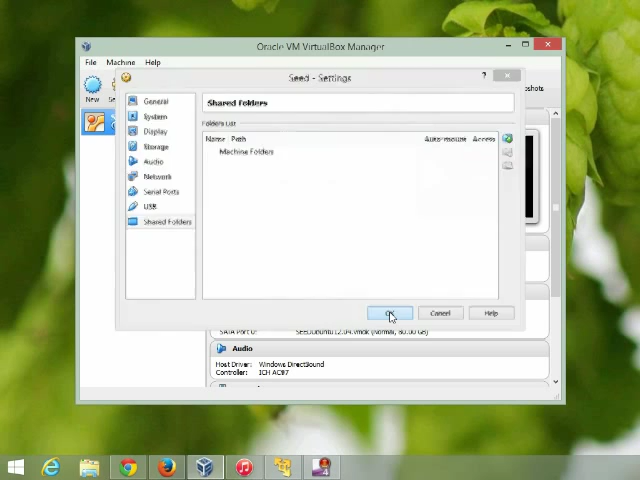 Oracle VM VirtualBox Manager
File Machine Help
Seed - Settings
?
New
General
System
Display
Storage
Audio
Network
Serial Ports
USB
Shared Folders
Shared Folders
Folders List
Name Path Auto-mount Access
Machine Folders
OK Cancel Help
SATA Port 0: SEEDUbuntu12.04.vmdk (Normal, 80.00 GB)
Audio
Host Driver: Windows DirectSound
Controller: ICH AC97